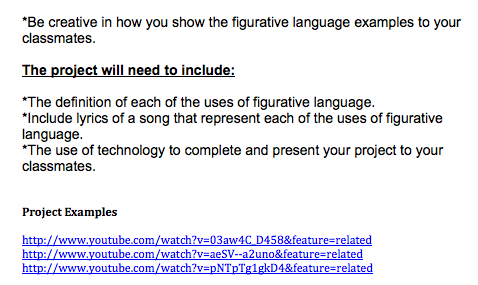 *Be creative in how you show the figurative language examples to your
classmates.
The project will need to include:
*The definition of each of the uses of figurative language.
*Include lyrics of a song that represent each of the uses of figurative
language.
*The use of technology to complete and present your project to your
classmates.
Project Examples
http://www.youtube.com/watch?v=03aw4C_D458&feature=related
http://www.youtube.com/watch?v=aeSV--a2uno&feature=related
http://www.youtube.com/watch?v=pNTpTg1gkD4&feature=related